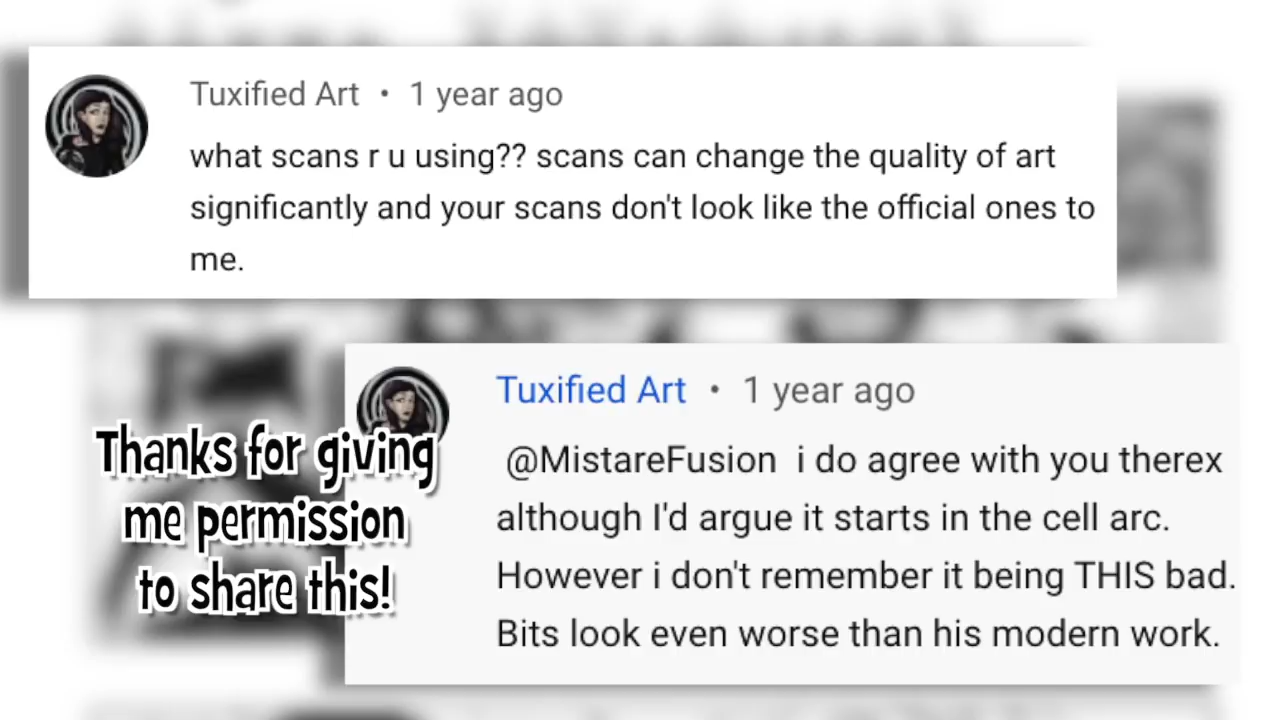 Tuxified Art • 1 year ago
what scans r u using?? scans can change the quality of art
significantly and your scans don't look like the official ones to
me.
Tuxified Art • 1 year ago
@MistareFusion i do agree with you therex
although I'd argue it starts in the cell arc.
However i don't remember it being THIS bad.
Bits look even worse than his modern work.
Thanks for giving
me permission
to share this!